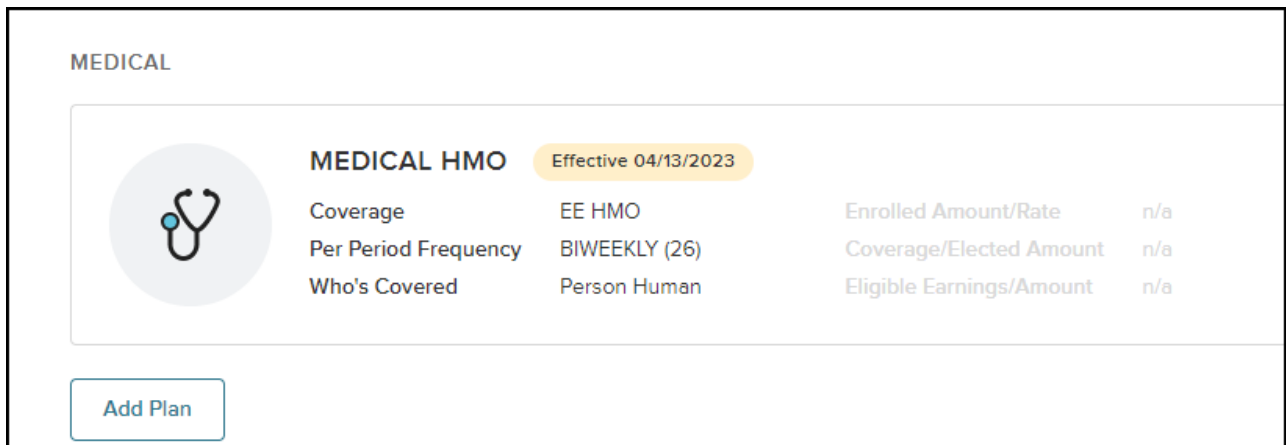 MEDICAL
MEDICAL HMO Effective 04/13/2023
Coverage EE HMO Enrolled Amount/Rate n/a
Per Period Frequency BIWEEKLY (26) Coverage/Elected Amount n/a
Who's Covered Person Human Eligible Earnings/Amount n/a
Add Plan